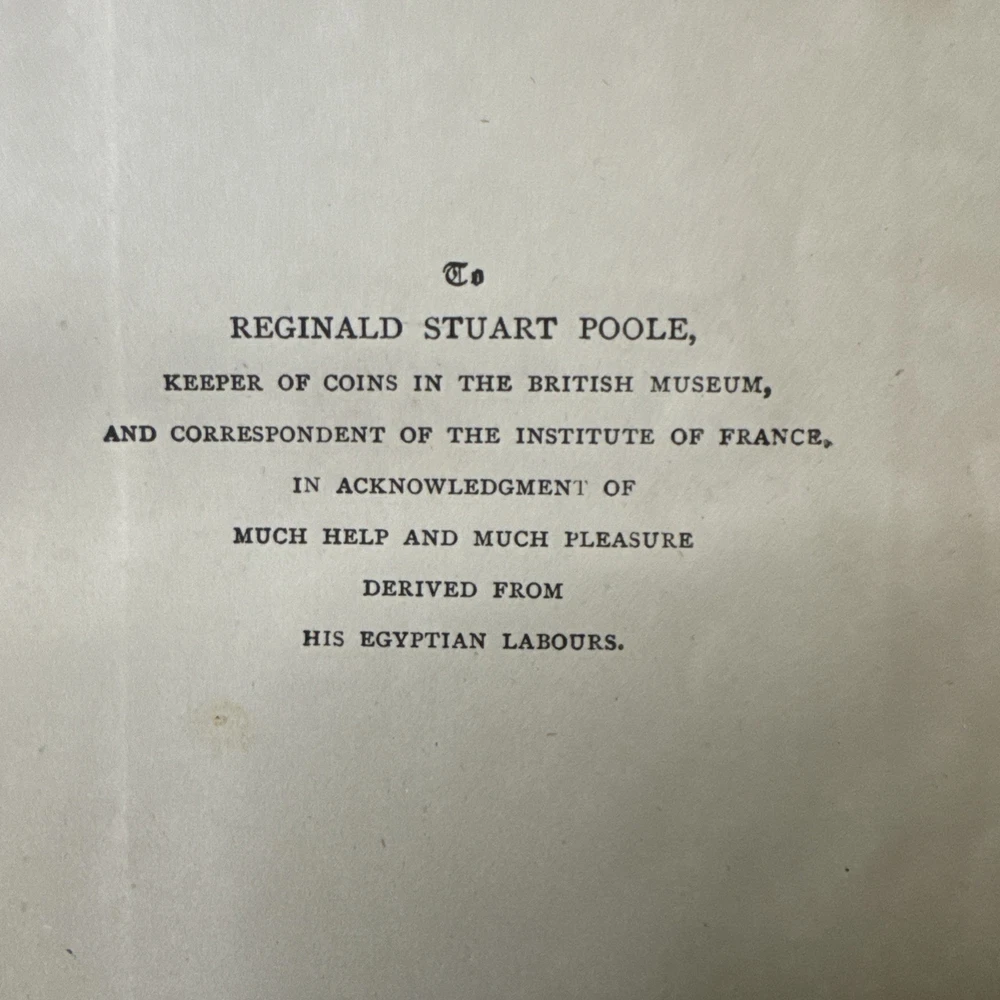 To
REGINALD STUART POOLE,
KEEPER OF COINS IN THE BRITISH MUSEUM,
AND CORRESPONDENT OF THE INSTITUTE OF FRANCE,
IN ACKNOWLEDGMENT OF
MUCH HELP AND MUCH PLEASURE
DERIVED FROM
HIS EGYPTIAN LABOURS.